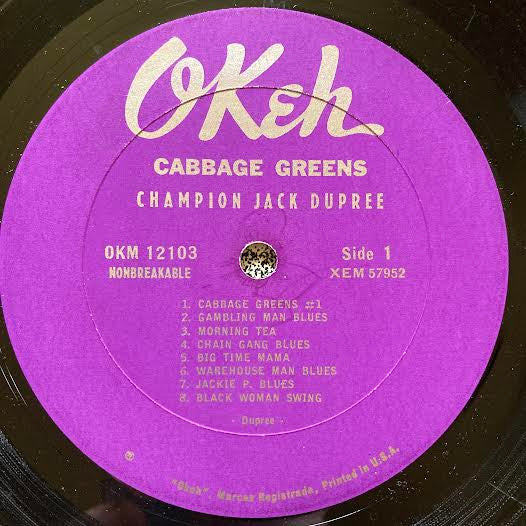 OKeh
CABBAGE GREENS
CHAMPION JACK DUPREE
OKM 12103
NONBREAKABLE
Side 1
XEM 57952
1. CABBAGE GREENS #1
2. GAMBLING MAN BLUES
3. MORNING TEA
4. CHAIN GANG BLUES
5. BIG TIME MAMA
6. WAREHOUSE MAN BLUES
7. JACKIE P. BLUES
8. BLACK WOMAN SWING
- Dupree -
"Okeh", Marcas Registrada, Printed in U.S.A.